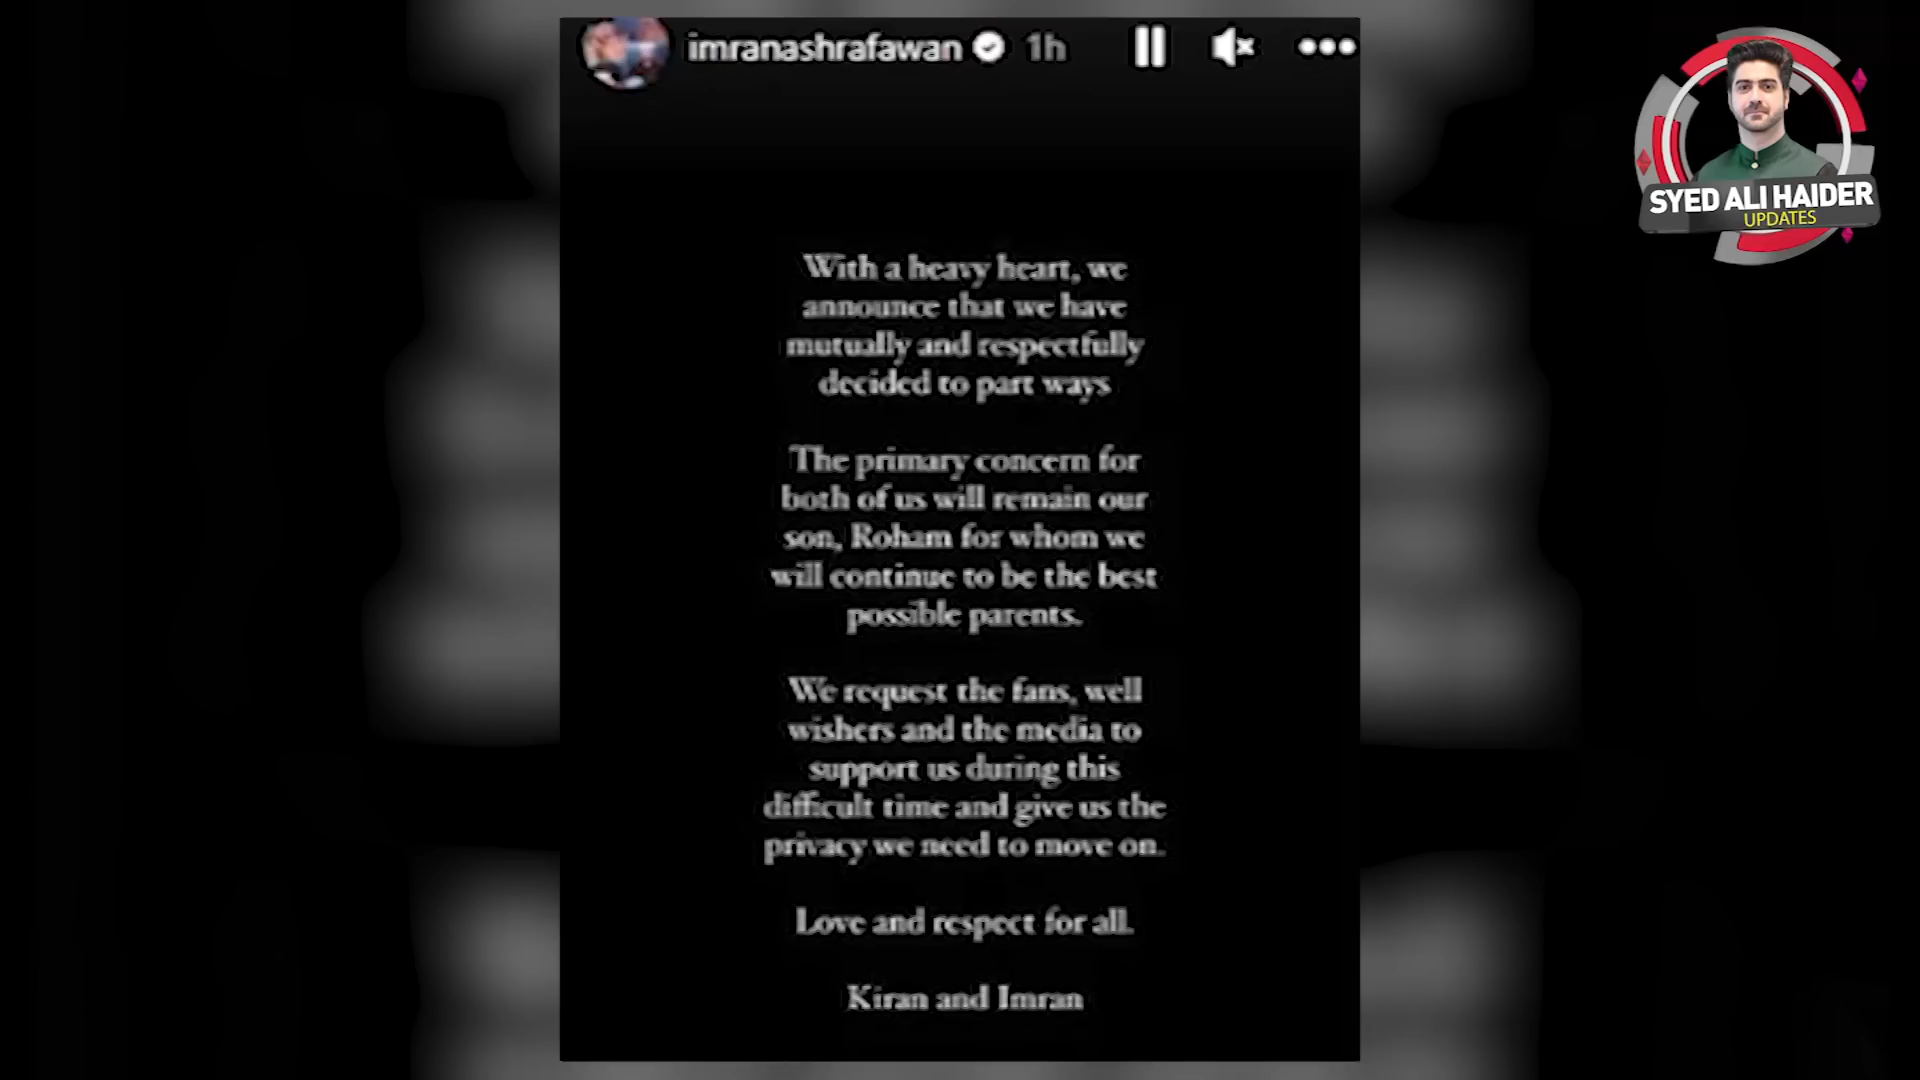 imranashrafawan 1h
SYED ALI HAIDER
UPDATES
With a heavy heart, we
announce that we have
mutually and respectfully
decided to part ways
The primary concern for
both of us will remain our
son, Roham for whom we
will continue to be the best
possible parents.
We request the fans, well
wishers and the media to
support us during this
difficult time and give us the
privacy we need to move on.
Love and respect for all.
Kiran and Imran